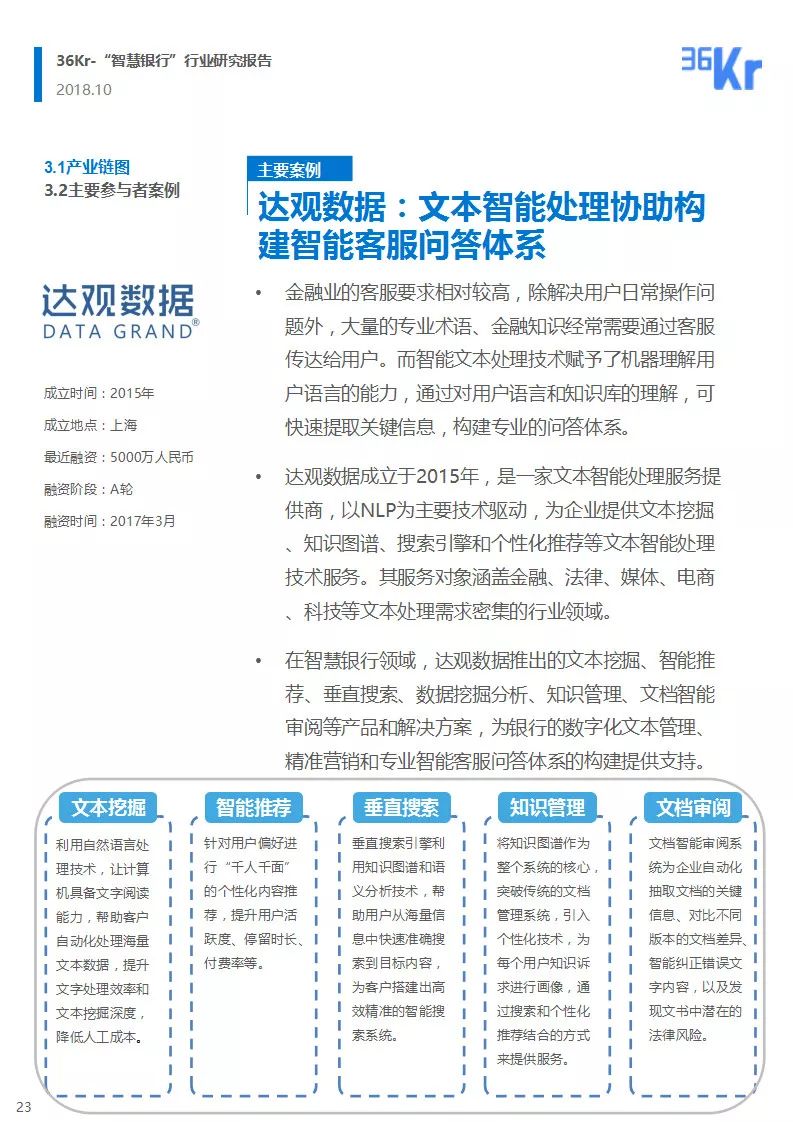 36Kr-“智慧银行”行业研究报告
2018.10
36Kr
3.1产业链图
3.2主要参与者案例
达观数据
DATA GRAND®
成立时间：2015年
成立地点：上海
最近融资：5000万人民币
融资阶段：A轮
融资时间：2017年3月
主要案例
达观数据：文本智能处理协助构
建智能客服问答体系
• 金融业的客服要求相对较高，除解决用户日常操作问
题外，大量的专业术语、金融知识经常需要通过客服
传达给用户。而智能文本处理技术赋予了机器理解用
户语言的能力，通过对用户语言和知识库的理解，可
快速提取关键信息，构建专业的问答体系。
• 达观数据成立于2015年，是一家文本智能处理服务提
供商，以NLP为主要技术驱动，为企业提供文本挖掘
、知识图谱、搜索引擎和个性化推荐等文本智能处理
技术服务。其服务对象涵盖金融、法律、媒体、电商
、科技等文本处理需求密集的行业领域。
• 在智慧银行领域，达观数据推出的文本挖掘、智能推
荐、垂直搜索、数据挖掘分析、知识管理、文档智能
审阅等产品和解决方案，为银行的数字化文本管理、
精准营销和专业智能客服问答体系的构建提供支持。
文本挖掘
利用自然语言处
理技术，让计算
机具备文字阅读
能力，帮助客户
自动化处理海量
文本数据，提升
文字处理效率和
文本挖掘深度，
降低人工成本。
智能推荐
针对用户偏好进
行“千人千面”
的个性化内容推
荐，提升用户活
跃度、停留时长、
付费率等。
垂直搜索
垂直搜索引擎利
用知识图谱和语
义分析技术，帮
助用户从海量信
息中快速准确搜
索到目标内容，
为客户搭建出高
效精准的智能搜
索系统。
知识管理
将知识图谱作为
整个系统的核心，
突破传统的文档
管理系统，引入
个性化技术，为
每个用户知识诉
求进行画像，通
过搜索和个性化
推荐结合的方式
来提供服务。
文档审阅
文档智能审阅系
统为企业自动化
抽取文档的关键
信息、对比不同
版本的文档差异、
智能纠正错误文
字内容，以及发
现文书中潜在的
法律风险。
23